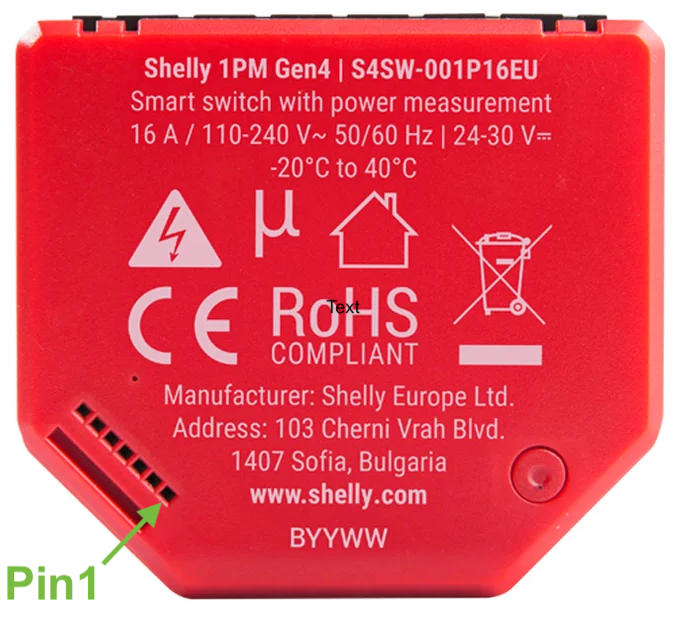 Shelly 1PM Gen4 | S4SW-001P16EU
Smart switch with power measurement
16 A / 110-240 V~ 50/60 Hz | 24-30 V⎓
-20°C to 40°C
μ
CE
RoHS
Text
COMPLIANT
Manufacturer: Shelly Europe Ltd.
Address: 103 Cherni Vrah Blvd.
1407 Sofia, Bulgaria
www.shelly.com
BYYWW
Pin1